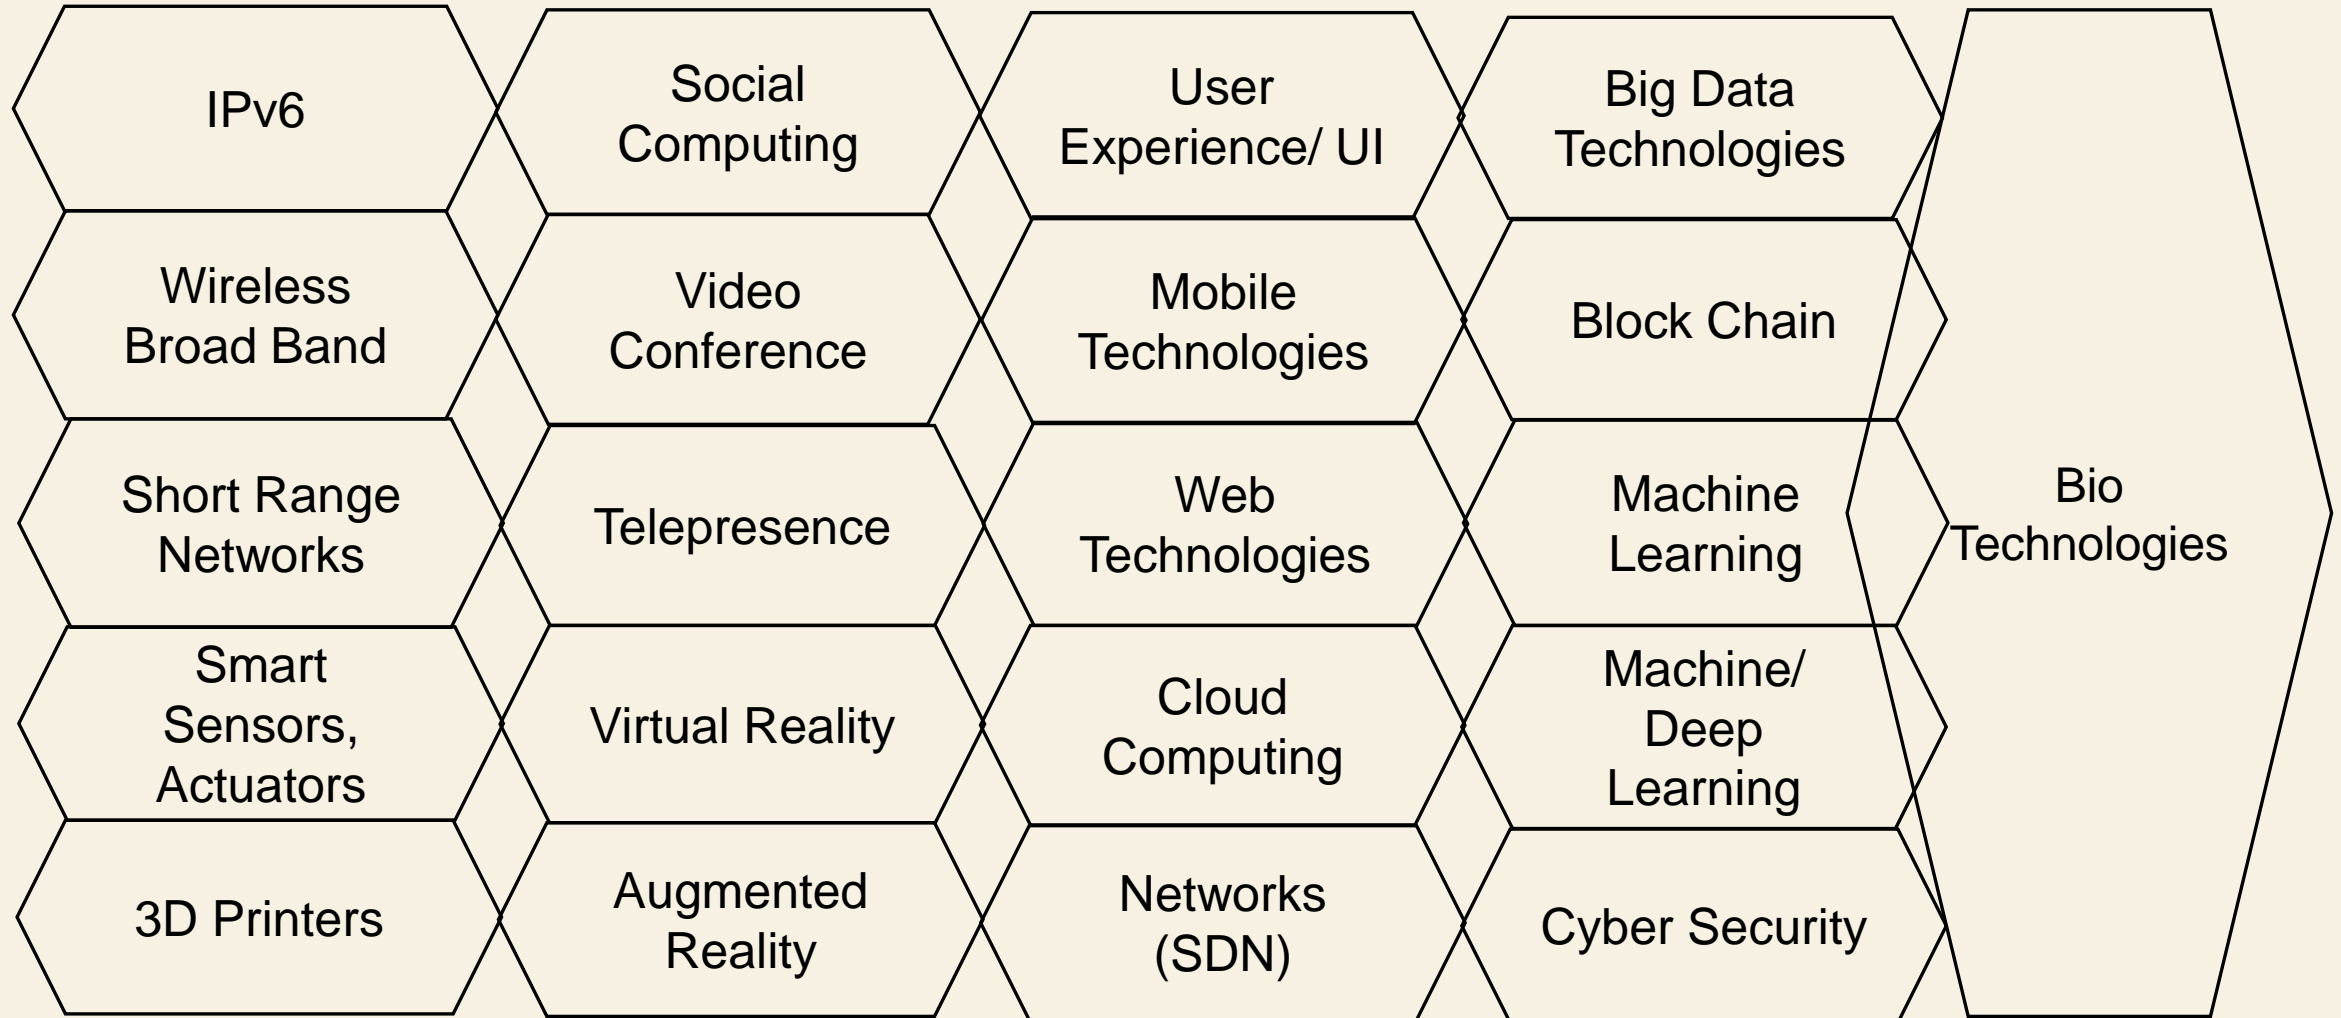 IPv6
Social
Computing
User
Experience/ UI
Big Data
Technologies
Wireless
Broad Band
Video
Conference
Mobile
Technologies
Block Chain
Short Range
Networks
Telepresence
Web
Technologies
Machine
Learning
Bio
Technologies
Smart
Sensors,
Actuators
Virtual Reality
Cloud
Computing
Machine/
Deep
Learning
3D Printers
Augmented
Reality
Networks
(SDN)
Cyber Security